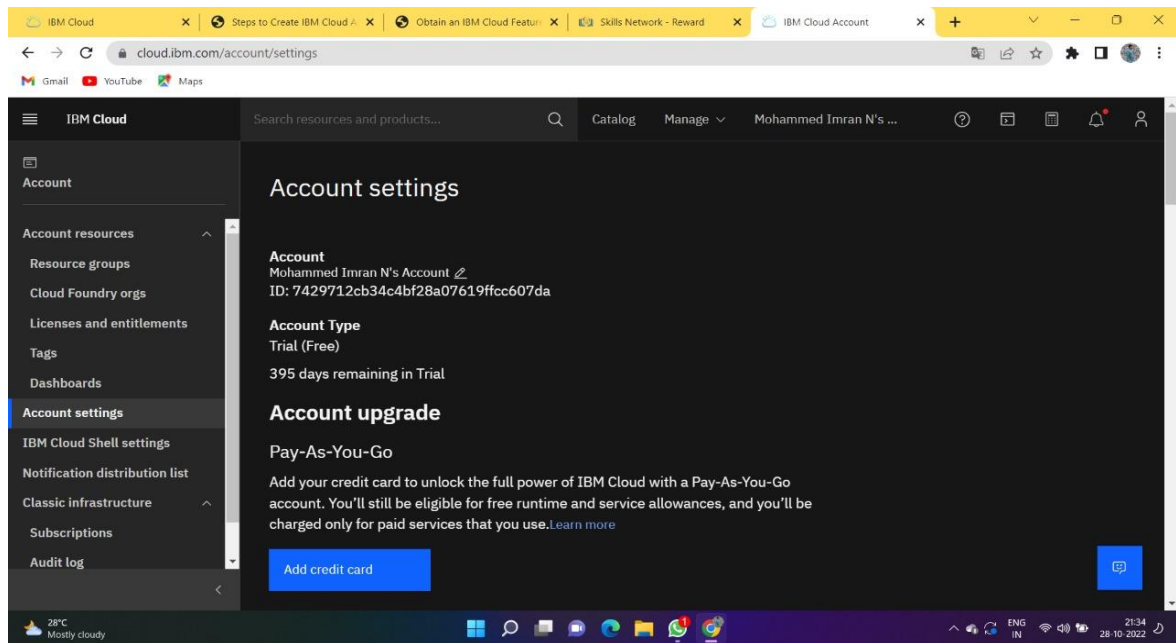 IBM Cloud
Steps to Create IBM Cloud A
Obtain an IBM Cloud Featur
Skills Network - Reward
IBM Cloud Account
cloud.ibm.com/account/settings
Gmail YouTube Maps
IBM Cloud
Search resources and products...
Catalog
Manage
Mohammed Imran N's ...
Account
Account resources
Resource groups
Cloud Foundry orgs
Licenses and entitlements
Tags
Dashboards
Account settings
IBM Cloud Shell settings
Notification distribution list
Classic infrastructure
Subscriptions
Audit log
Account settings
Account
Mohammed Imran N's Account
ID: 7429712cb34c4bf28a07619ffcc607da
Account Type
Trial (Free)
395 days remaining in Trial
Account upgrade
Pay-As-You-Go
Add your credit card to unlock the full power of IBM Cloud with a Pay-As-You-Go
account. You'll still be eligible for free runtime and service allowances, and you'll be
charged only for paid services that you use.Learn more
Add credit card
28°C
Mostly cloudy
ENG
IN
21:34
28-10-2022